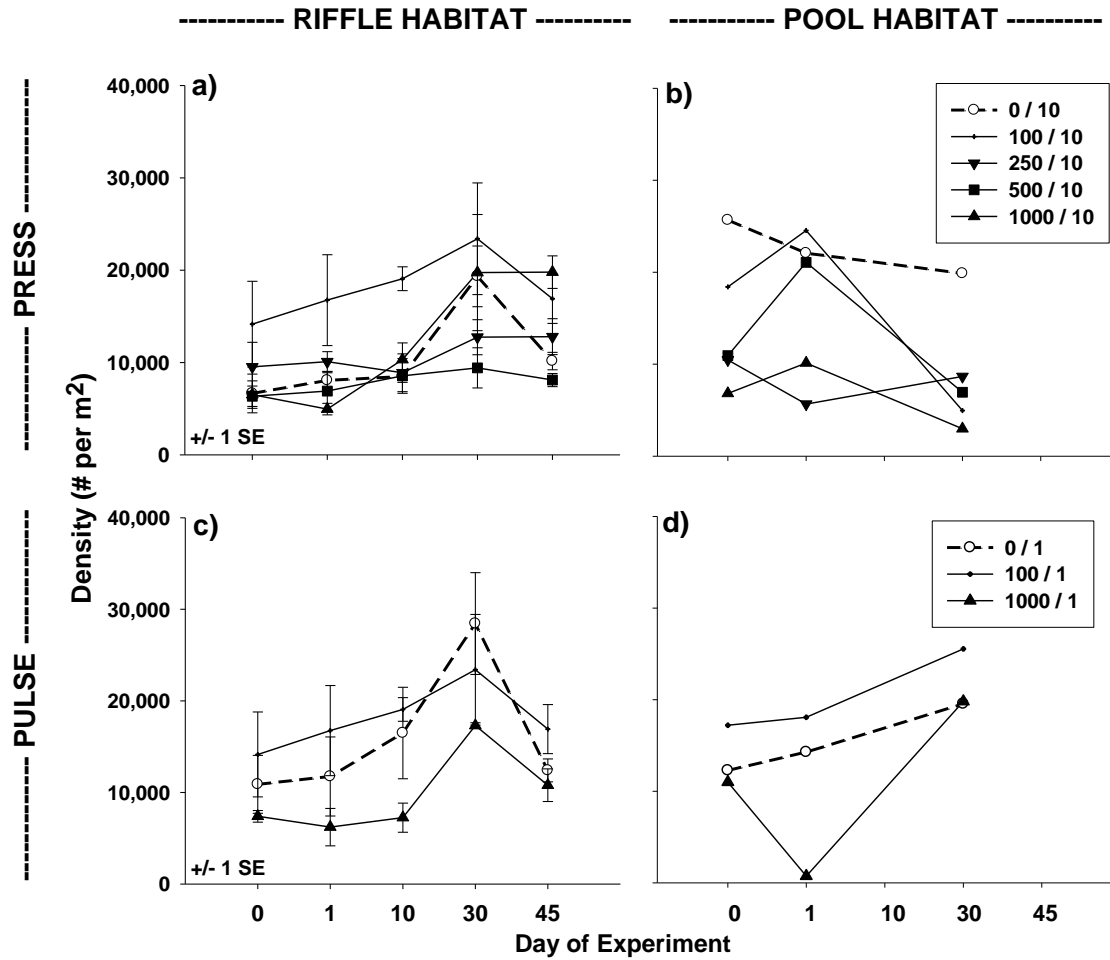 ---------- RIFFLE HABITAT ----------
---------- POOL HABITAT ----------
---------- PRESS ----------
---------- PULSE ----------
Density (# per m2)
a)
40,000
30,000
20,000
10,000
0
+/- 1 SE
b)
0 / 10
100 / 10
250 / 10
500 / 10
1000 / 10
c)
40,000
30,000
20,000
10,000
0
+/- 1 SE
0 1 10 30 45
d)
0 / 1
100 / 1
1000 / 1
0 1 10 30 45
Day of Experiment